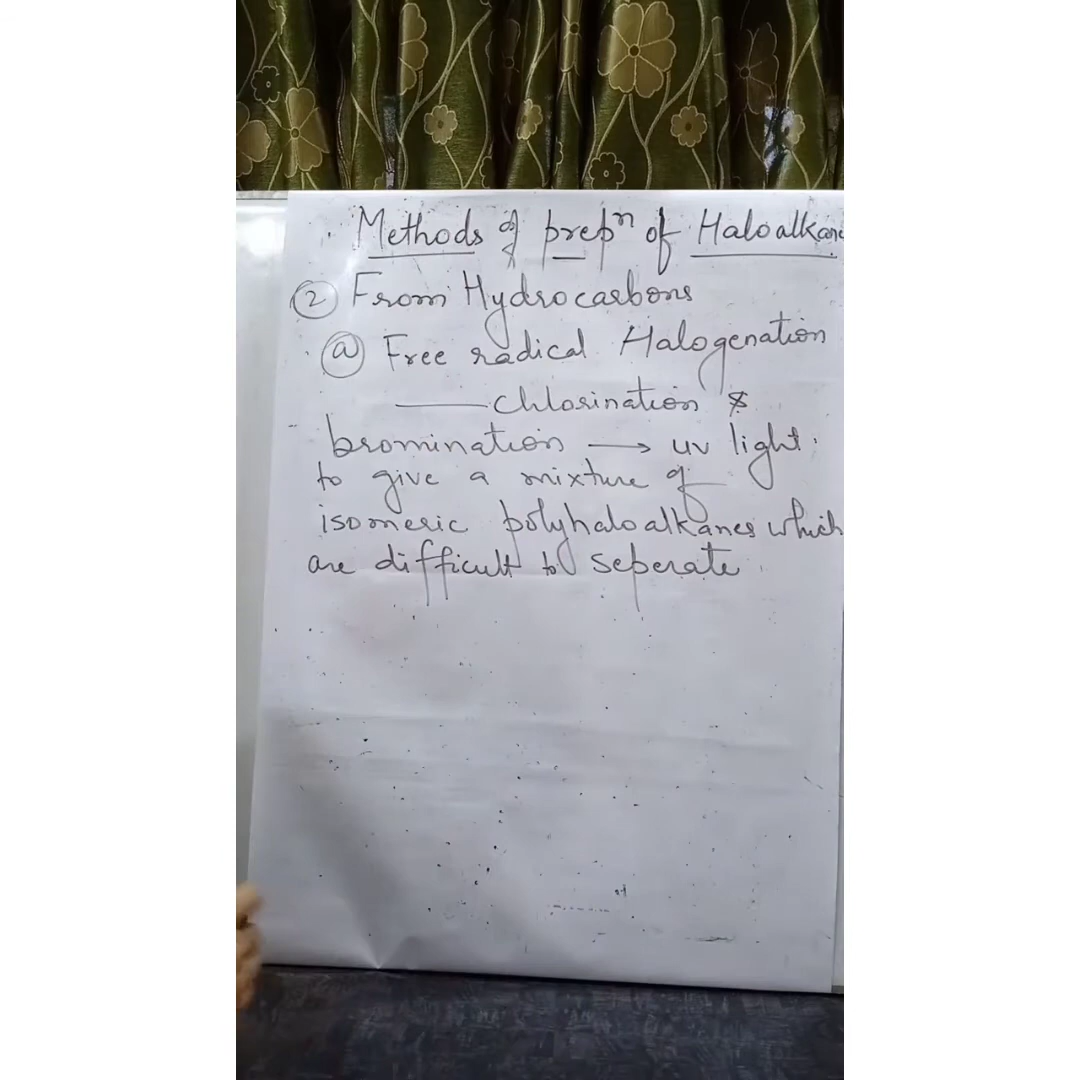 Methods of prepⁿ of Haloalkane
② From Hydrocarbons
ⓐ Free radical Halogenation
—— chlorination &
bromination → uv light.
to give a mixture of
isomeric polyhaloalkanes which
are difficult to seperate.